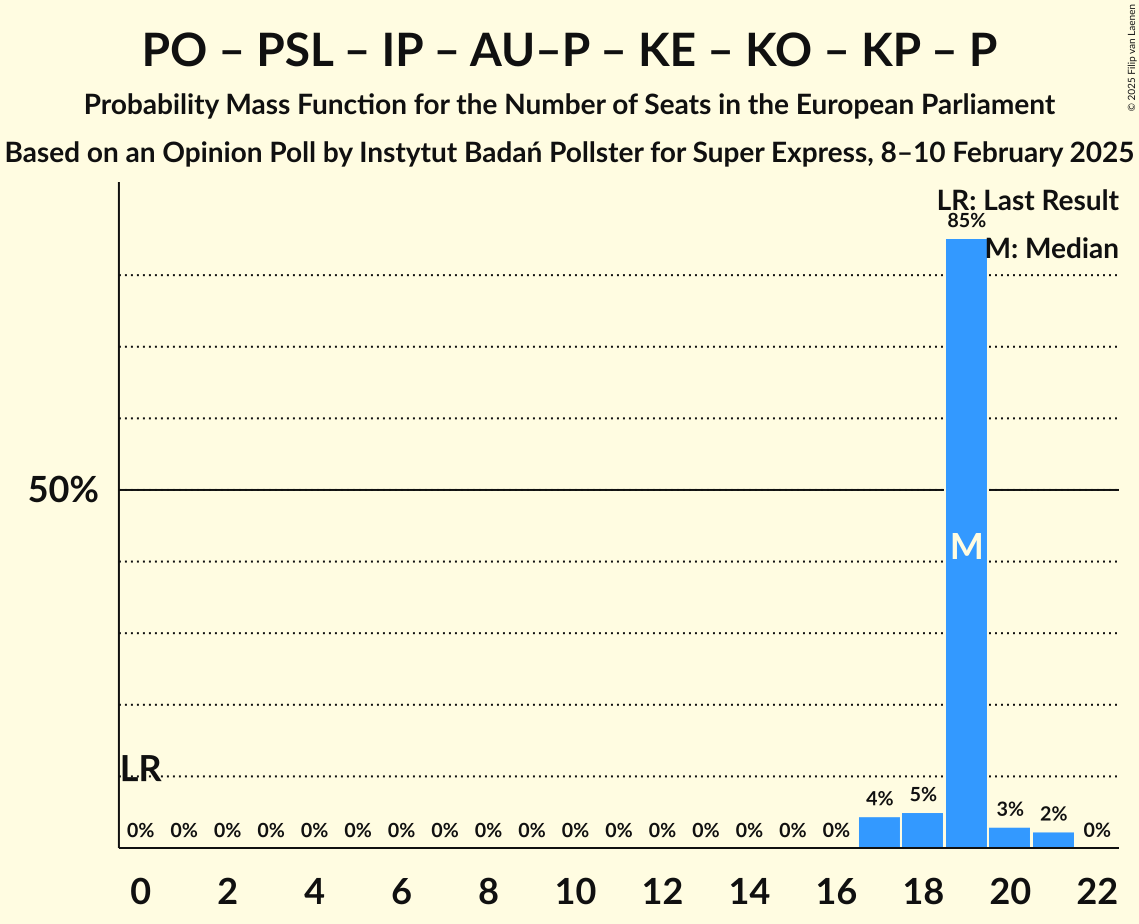 PO – PSL – IP – AU–P – KE – KO – KP – P
Probability Mass Function for the Number of Seats in the European Parliament
Based on an Opinion Poll by Instytut Badań Pollster for Super Express, 8–10 February 2025
© 2025 Filip van Laenen
LR: Last Result
85%
M: Median
50%
M
LR
0% 0% 0% 0% 0% 0% 0% 0% 0% 0% 0% 0% 0% 0% 0% 0% 0% 4% 5% 3% 2% 0%
0 2 4 6 8 10 12 14 16 18 20 22